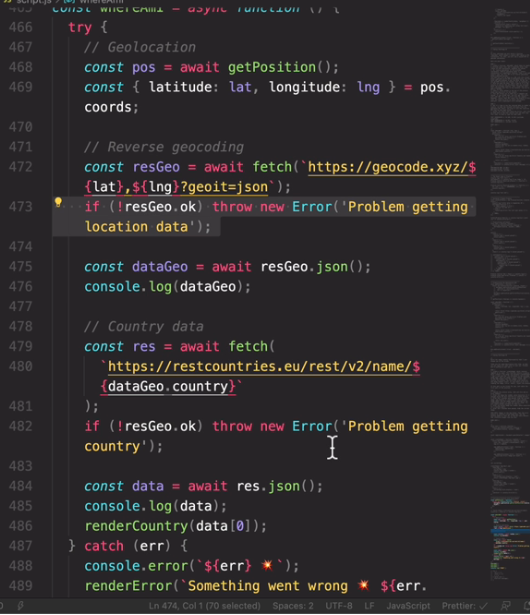 script.js › whereAmI
465 const whereAmI = async function () {
466 try {
467 // Geolocation
468 const pos = await getPosition();
469 const { latitude: lat, longitude: lng } = pos.
coords;
470
471 // Reverse geocoding
472 const resGeo = await fetch(`https://geocode.xyz/$
{lat},${lng}?geoit=json`);
473 if (!resGeo.ok) throw new Error('Problem getting
location data');
474
475 const dataGeo = await resGeo.json();
476 console.log(dataGeo);
477
478 // Country data
479 const res = await fetch(
480 `https://restcountries.eu/rest/v2/name/$
{dataGeo.country}`
481 );
482 if (!resGeo.ok) throw new Error('Problem getting
country');
483
484 const data = await res.json();
485 console.log(data);
486 renderCountry(data[0]);
487 } catch (err) {
488 console.error(`${err} 💥`);
489 renderError(`Something went wrong 💥 ${err.
0 Ln 474, Col 1 (70 selected) Spaces: 2 UTF-8 LF JavaScript Prettier: ✓